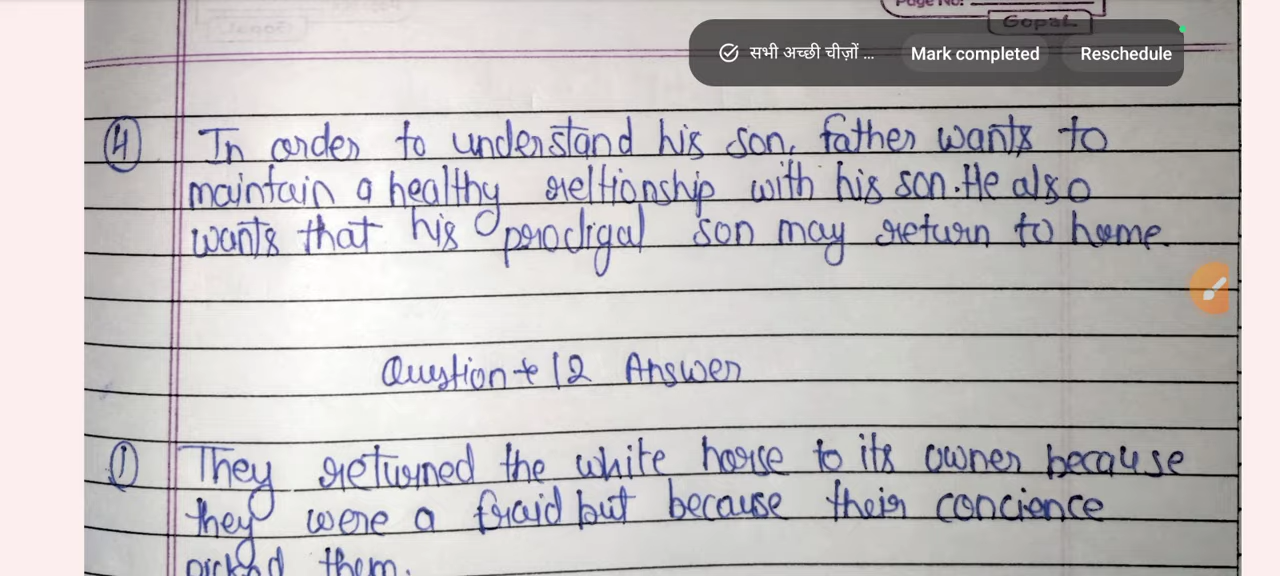 Page No:
Gopal
सभी अच्छी चीज़ों ... Mark completed Reschedule
4 In order to understand his son, father wants to
maintain a healthy reltionship with his son. He also
wants that his prodigal son may return to home.
Question 12 Answer
1 They returned the white horse to its owner because
they were a fraid but because their concience
them.